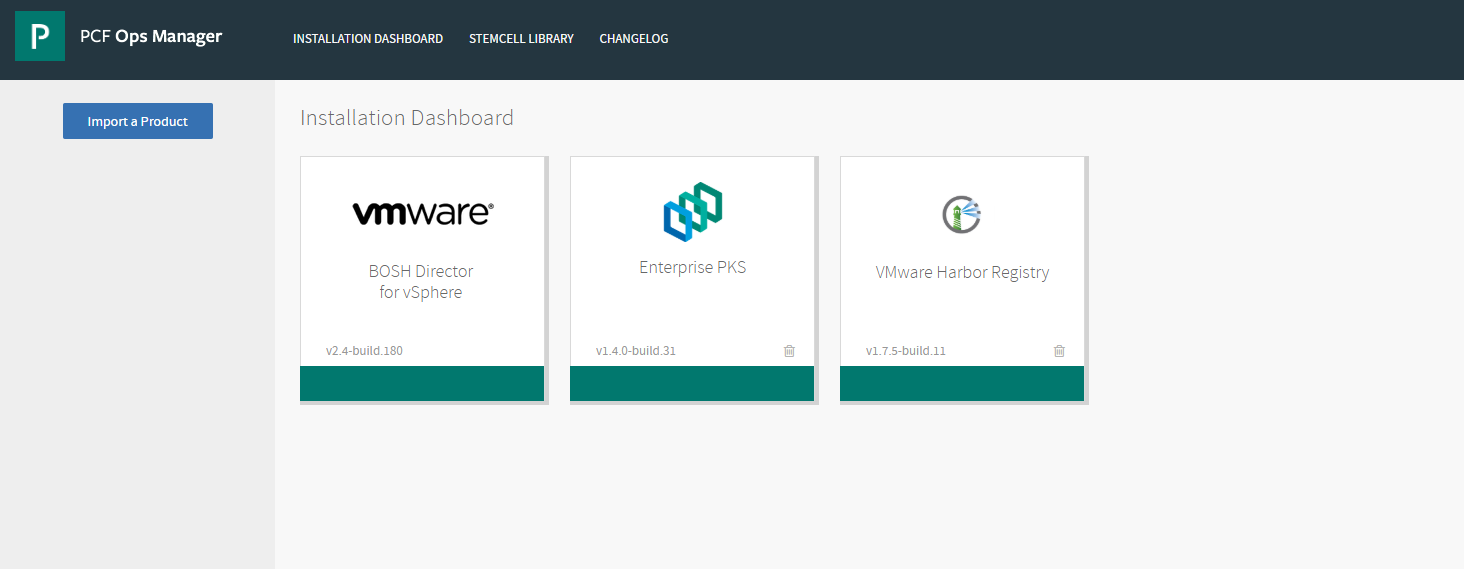 P
PCF Ops Manager
INSTALLATION DASHBOARD
STEMCELL LIBRARY
CHANGELOG
Import a Product
Installation Dashboard
vmware®
BOSH Director
for vSphere
v2.4-build.180
Enterprise PKS
v1.4.0-build.31
VMware Harbor Registry
v1.7.5-build.11